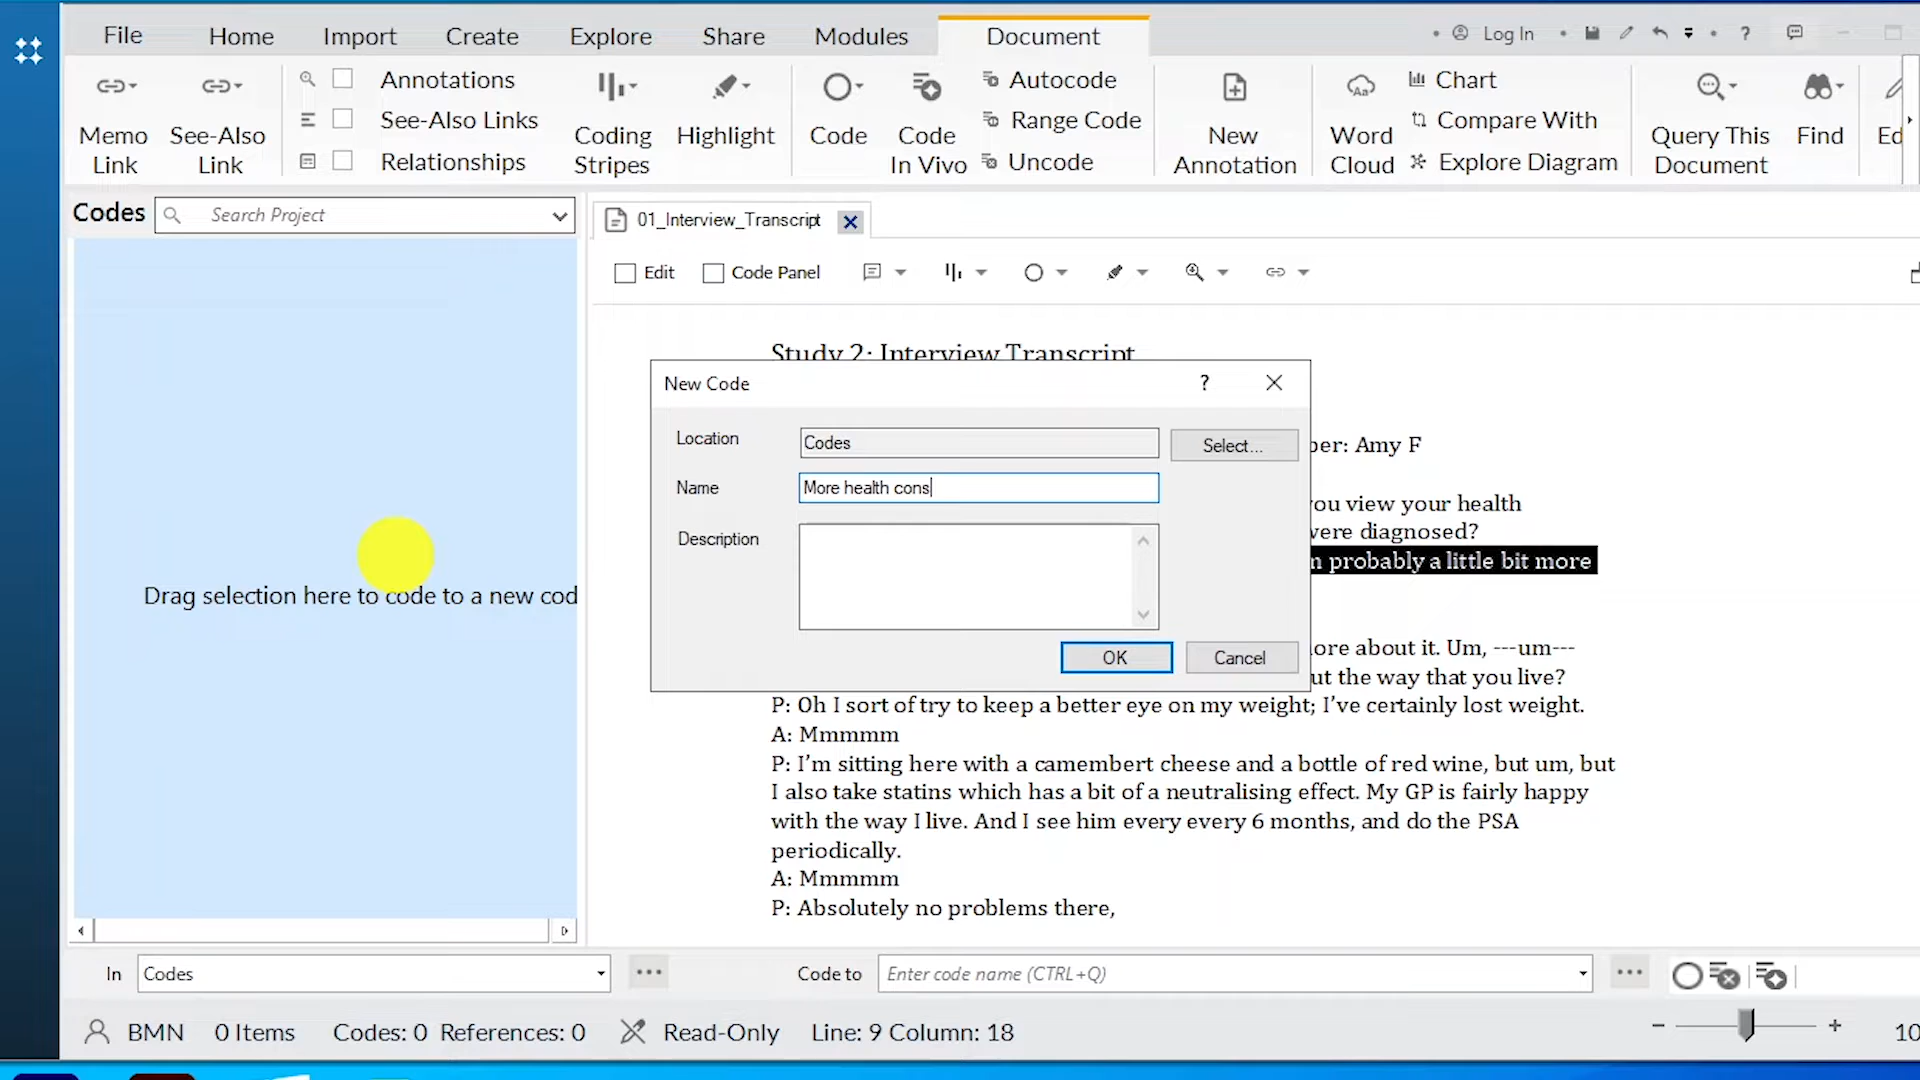 File Home Import Create Explore Share Modules Document Log In ?
Memo Link
See-Also Link
Annotations
See-Also Links
Relationships
Coding Stripes
Highlight
Code
Code In Vivo
Autocode
Range Code
Uncode
New Annotation
Word Cloud
Chart
Compare With
Explore Diagram
Query This Document
Find
Codes
Search Project
01_Interview_Transcript
Edit Code Panel
Drag selection here to code to a new cod
Study 2: Interview Transcript
New Code ?
Location Codes Select...
Name More health cons
Description
OK Cancel
: Amy F
ou view your health
were diagnosed?
probably a little bit more
ore about it. Um, ---um---
ut the way that you live?
P: Oh I sort of try to keep a better eye on my weight; I’ve certainly lost weight.
A: Mmmmm
P: I’m sitting here with a camembert cheese and a bottle of red wine, but um, but
I also take statins which has a bit of a neutralising effect. My GP is fairly happy
with the way I live. And I see him every every 6 months, and do the PSA
periodically.
A: Mmmmm
P: Absolutely no problems there,
In Codes
Code to Enter code name (CTRL+Q)
BMN 0 Items Codes: 0 References: 0 Read-Only Line: 9 Column: 18 10